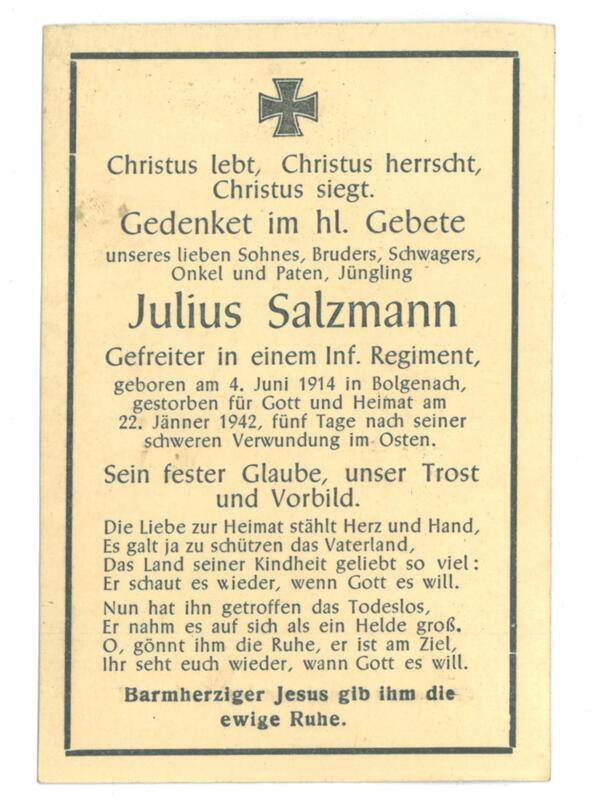 Christus lebt, Christus herrscht,
Christus siegt.
Gedenket im hl. Gebete
unseres lieben Sohnes, Bruders, Schwagers,
Onkel und Paten, Jüngling
Julius Salzmann
Gefreiter in einem Inf. Regiment,
geboren am 4. Juni 1914 in Bolgenach,
gestorben für Gott und Heimat am
22. Jänner 1942, fünf Tage nach seiner
schweren Verwundung im Osten.
Sein fester Glaube, unser Trost
und Vorbild.
Die Liebe zur Heimat stählt Herz und Hand,
Es galt ja zu schützen das Vaterland,
Das Land seiner Kindheit geliebt so viel:
Er schaut es wieder, wenn Gott es will.
Nun hat ihn getroffen das Todeslos,
Er nahm es auf sich als ein Helde groß.
O, gönnt ihm die Ruhe, er ist am Ziel,
Ihr seht euch wieder, wann Gott es will.
Barmherziger Jesus gib ihm die
ewige Ruhe.